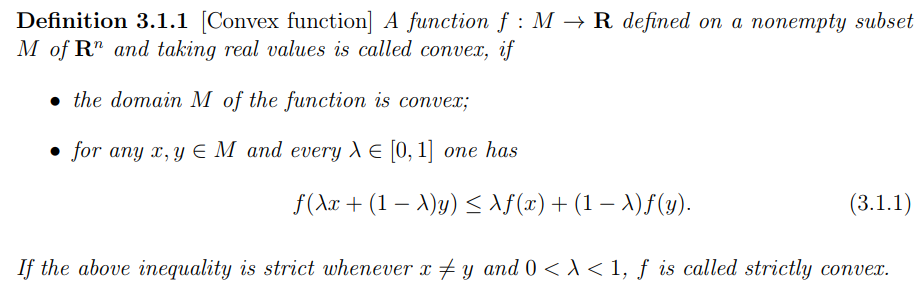 Definition 3.1.1 [Convex function] A function f : M → R defined on a nonempty subset
M of Rⁿ and taking real values is called convex, if
• the domain M of the function is convex;
• for any x, y ∈ M and every λ ∈ [0, 1] one has
f(λx + (1 − λ)y) ≤ λf(x) + (1 − λ)f(y). (3.1.1)
If the above inequality is strict whenever x ≠ y and 0 < λ < 1, f is called strictly convex.